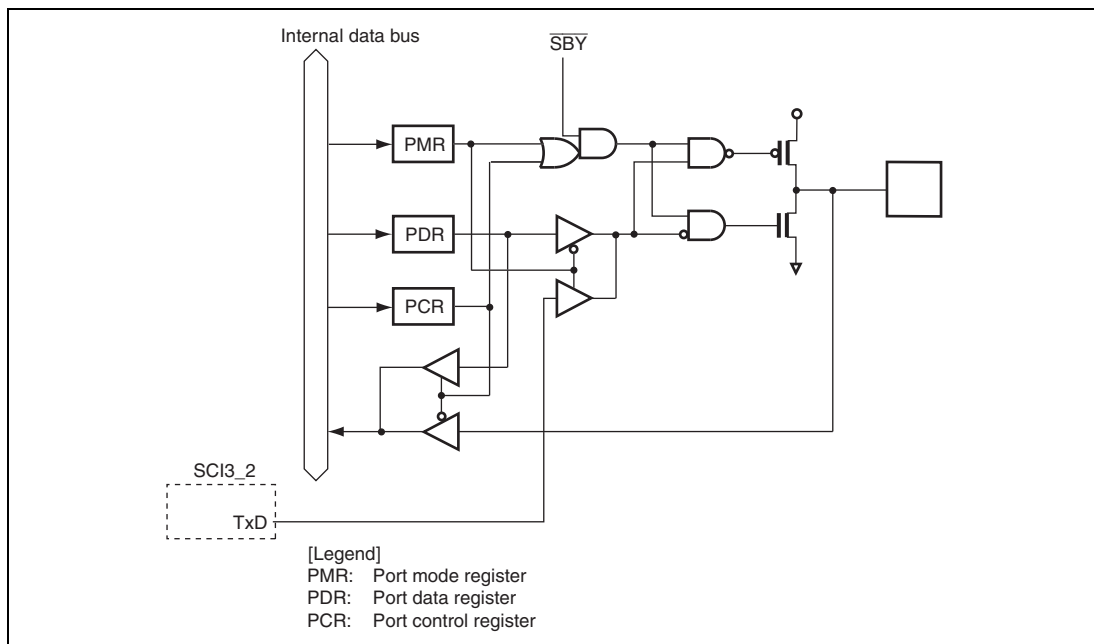 Internal data bus
SBY
PMR
PDR
PCR
SCI3_2
TxD
[Legend]
PMR: Port mode register
PDR: Port data register
PCR: Port control register